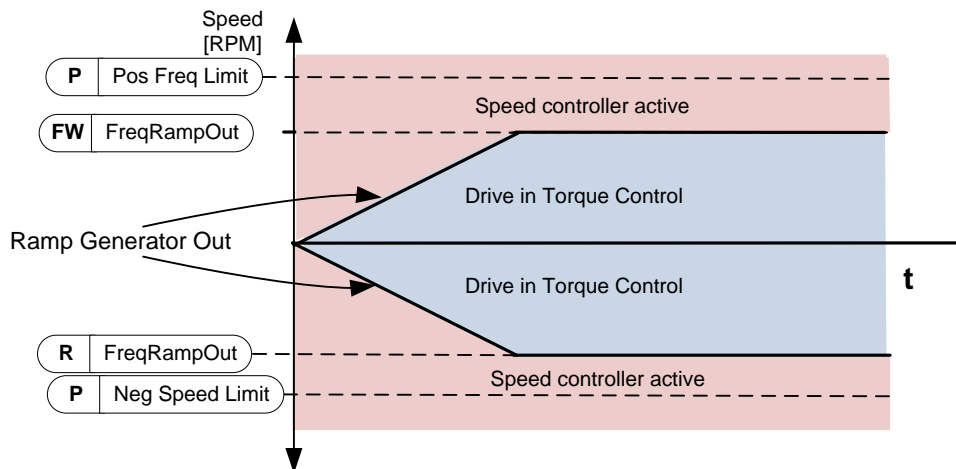 Speed
[RPM]
P Pos Freq Limit
Speed controller active
FW FreqRampOut
Drive in Torque Control
Ramp Generator Out
t
Drive in Torque Control
R FreqRampOut
Speed controller active
P Neg Speed Limit